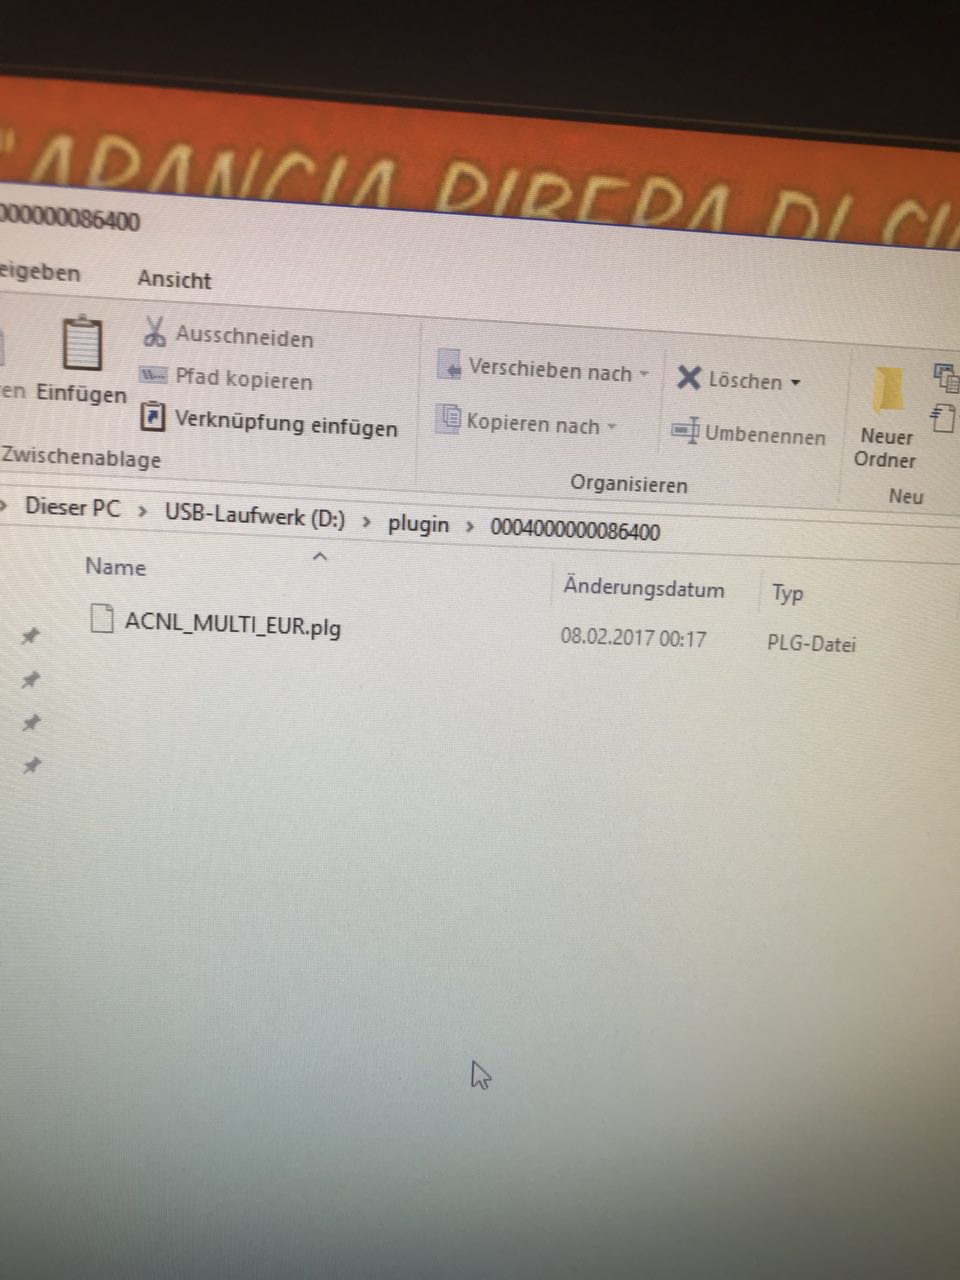 "ARANCIA RIBERA DI
000000086400
eigeben Ansicht
Ausschneiden
Pfad kopieren
Verknüpfung einfügen
en Einfügen
Zwischenablage
Verschieben nach
Kopieren nach
Löschen
Umbenennen
Organisieren
Neuer
Ordner
Neu
Dieser PC > USB-Laufwerk (D:) > plugin > 0004000000086400
Name Änderungsdatum Typ
ACNL_MULTI_EUR.plg 08.02.2017 00:17 PLG-Datei